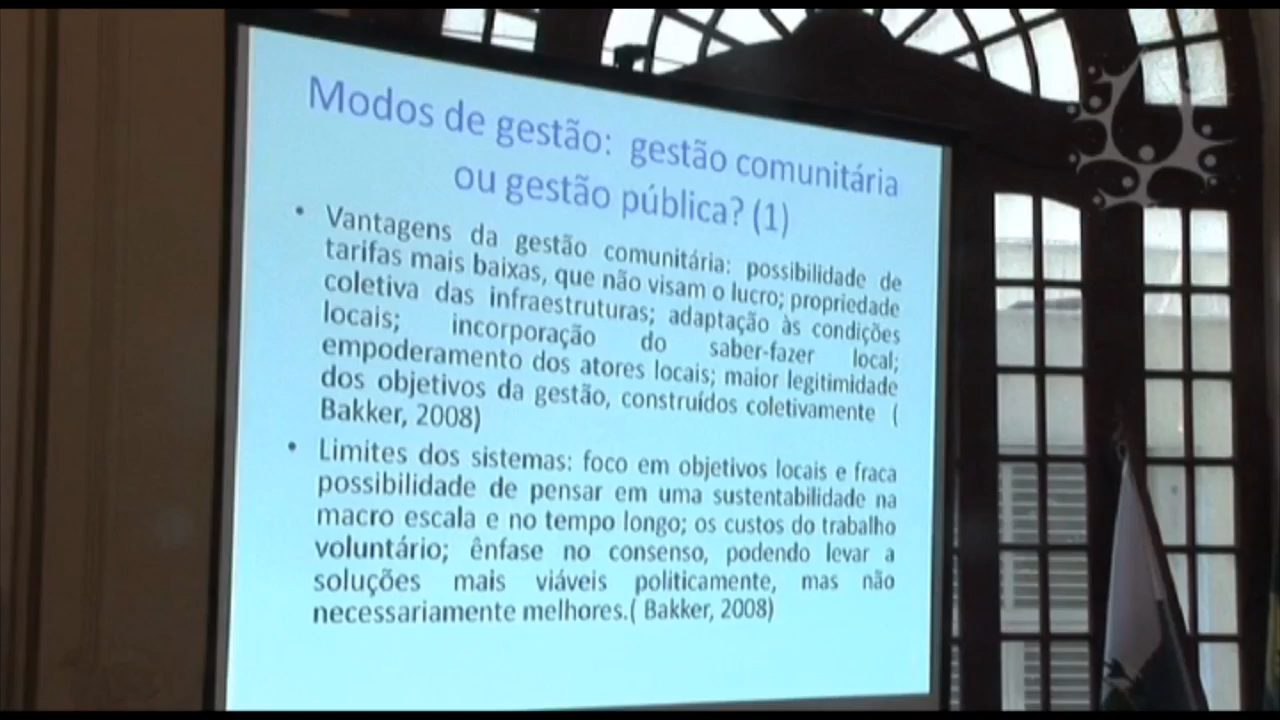 Modos de gestão: gestão comunitária
ou gestão pública? (1)
• Vantagens da gestão comunitária: possibilidade de
tarifas mais baixas, que não visam o lucro; propriedade
coletiva das infraestruturas; adaptação às condições
locais; incorporação do saber-fazer local;
empoderamento dos atores locais; maior legitimidade
dos objetivos da gestão, construídos coletivamente (
Bakker, 2008)
• Limites dos sistemas: foco em objetivos locais e fraca
possibilidade de pensar em uma sustentabilidade na
macro escala e no tempo longo; os custos do trabalho
voluntário; ênfase no consenso, podendo levar a
soluções mais viáveis politicamente, mas não
necessariamente melhores.( Bakker, 2008)